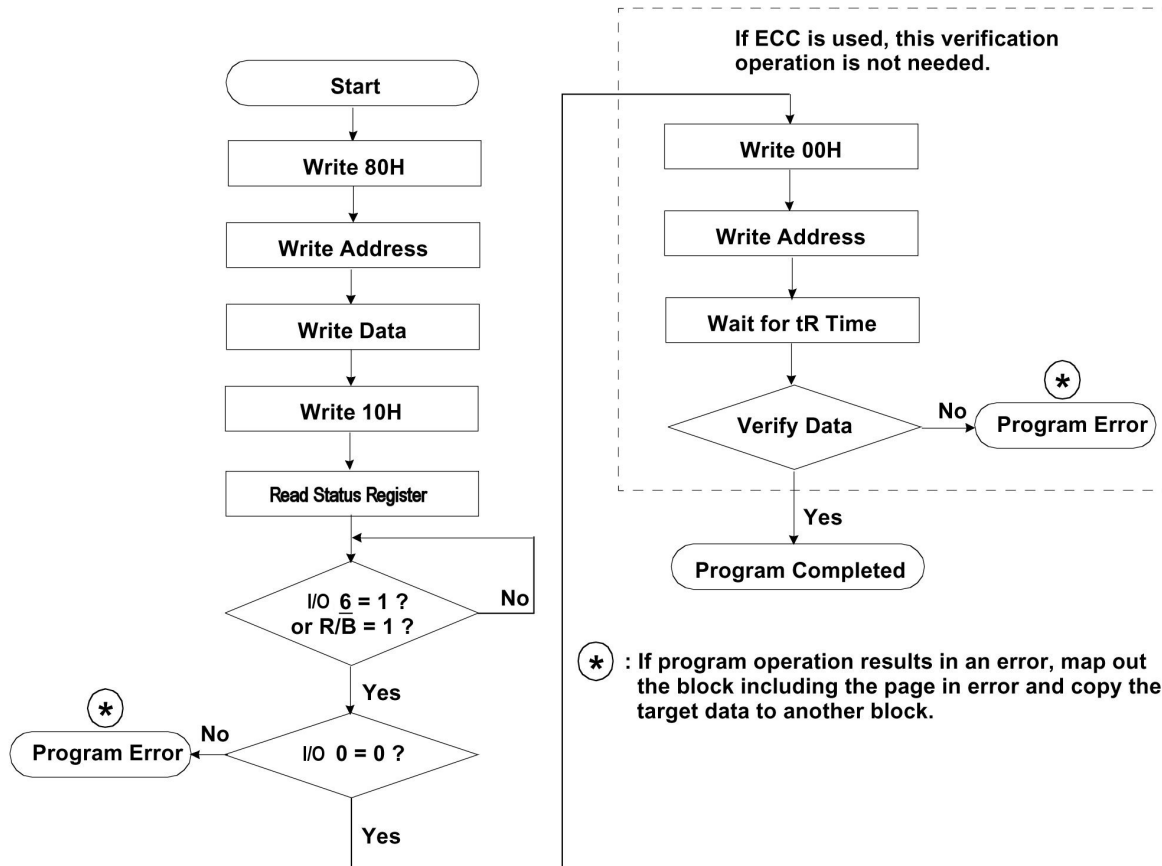 Start
Write 80H
Write Address
Write Data
Write 10H
Read Status Register
I/O 6 = 1 ?
or R/B̅ = 1 ?
No
Yes
*
Program Error
No
I/O 0 = 0 ?
Yes
If ECC is used, this verification
operation is not needed.
Write 00H
Write Address
Wait for tR Time
Verify Data
No
*
Program Error
Yes
Program Completed
* : If program operation results in an error, map out
the block including the page in error and copy the
target data to another block.